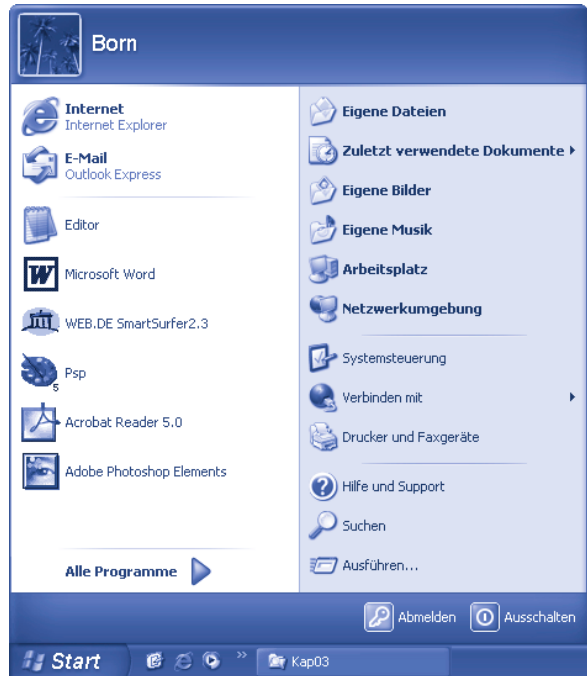 Born
Internet
Internet Explorer
E-Mail
Outlook Express
Editor
Microsoft Word
WEB.DE SmartSurfer2.3
5
Psp
Acrobat Reader 5.0
Adobe Photoshop Elements
Alle Programme
Eigene Dateien
Zuletzt verwendete Dokumente
Eigene Bilder
Eigene Musik
Arbeitsplatz
Netzwerkumgebung
Systemsteuerung
Verbinden mit
Drucker und Faxgeräte
Hilfe und Support
Suchen
Ausführen...
Abmelden
Ausschalten
Start
Kap03